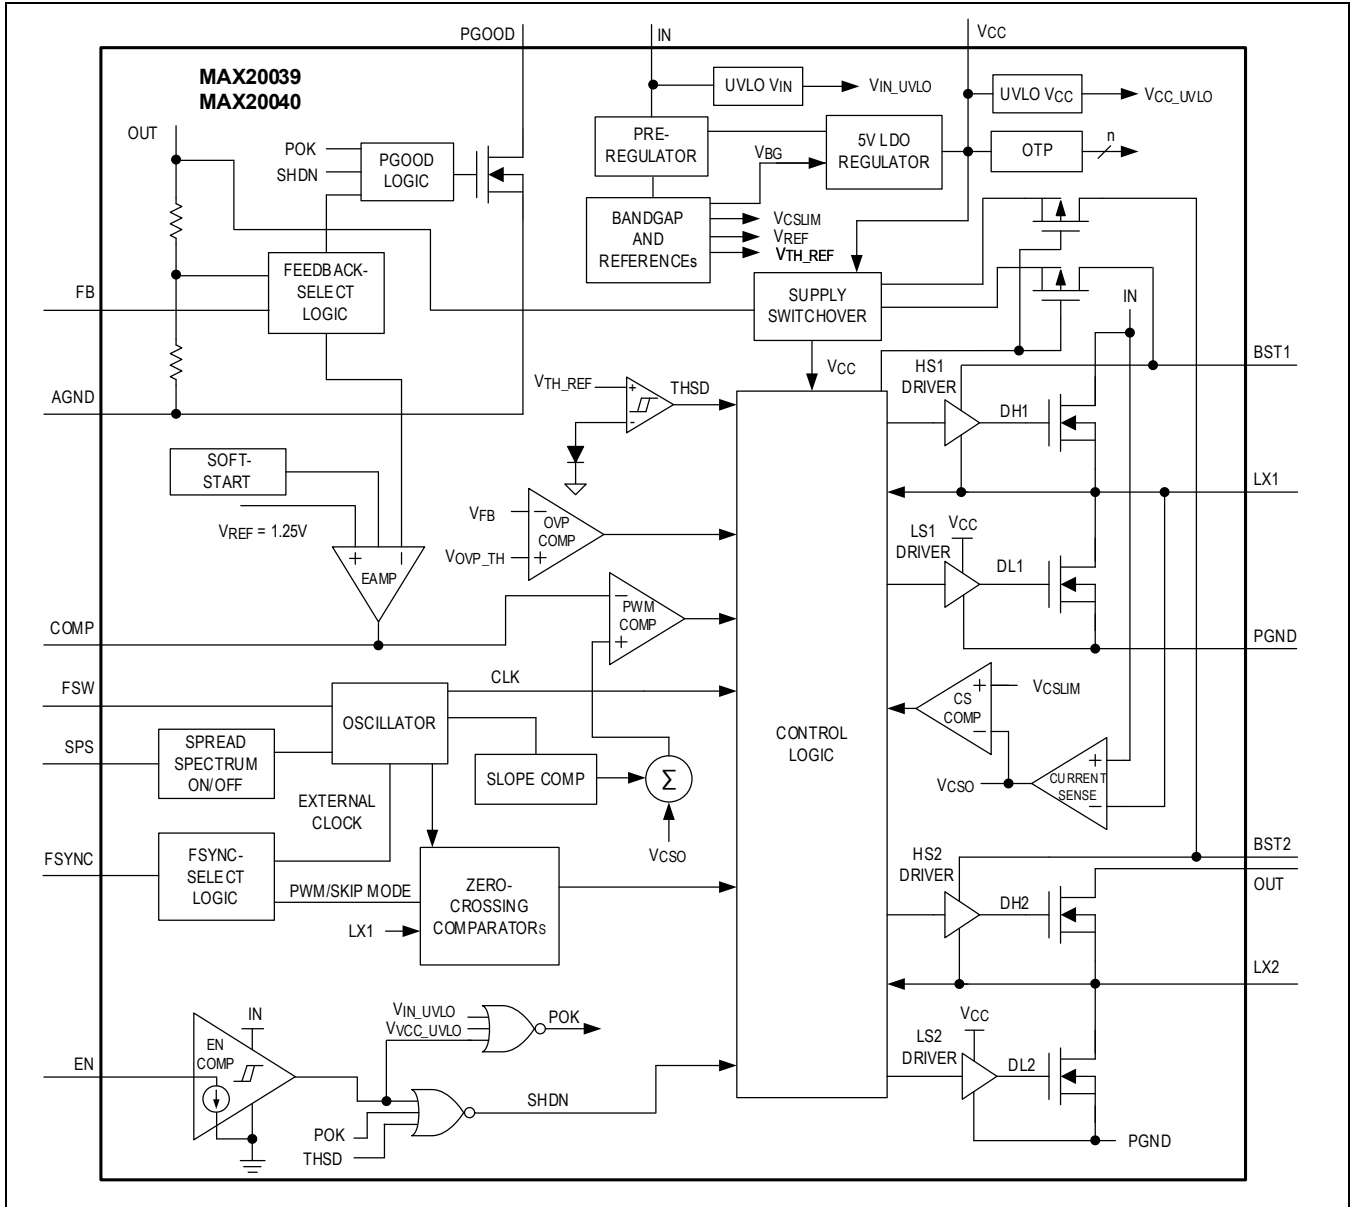 PGOOD
IN
VCC
MAX20039
MAX20040
UVLO VIN
VIN_UVLO
UVLO VCC
VCC_UVLO
OUT
POK
SHDN
PGOOD
LOGIC
PRE-
REGULATOR
VBG
5V LDO
REGULATOR
OTP
n
BANDGAP
AND
REFERENCEs
VCSLIM
VREF
VTH_REF
FEEDBACK-
SELECT
LOGIC
FB
SUPPLY
SWITCHOVER
IN
VCC
HS1
DRIVER
BST1
AGND
VTH_REF
+
-
THSD
DH1
SOFT-
START
VREF = 1.25V
LX1
VFB
−
OVP
COMP
VOVP_TH
+
LS1
DRIVER
VCC
DL1
+
−
EAMP
COMP
−
PWM
COMP
+
PGND
FSW
CLK
OSCILLATOR
CONTROL
LOGIC
+
CS
COMP
−
VCSLIM
SPS
SPREAD
SPECTRUM
ON/OFF
SLOPE COMP
Σ
VCSO
+
CURRENT
SENSE
−
EXTERNAL
CLOCK
VCSO
FSYNC
FSYNC-
SELECT
LOGIC
PWM/SKIP MODE
ZERO-
CROSSING
COMPARATORs
LX1
HS2
DRIVER
BST2
OUT
DH2
LX2
IN
EN
COMP
EN
VIN_UVLO
VVCC_UVLO
POK
SHDN
POK
THSD
LS2
DRIVER
VCC
DL2
PGND